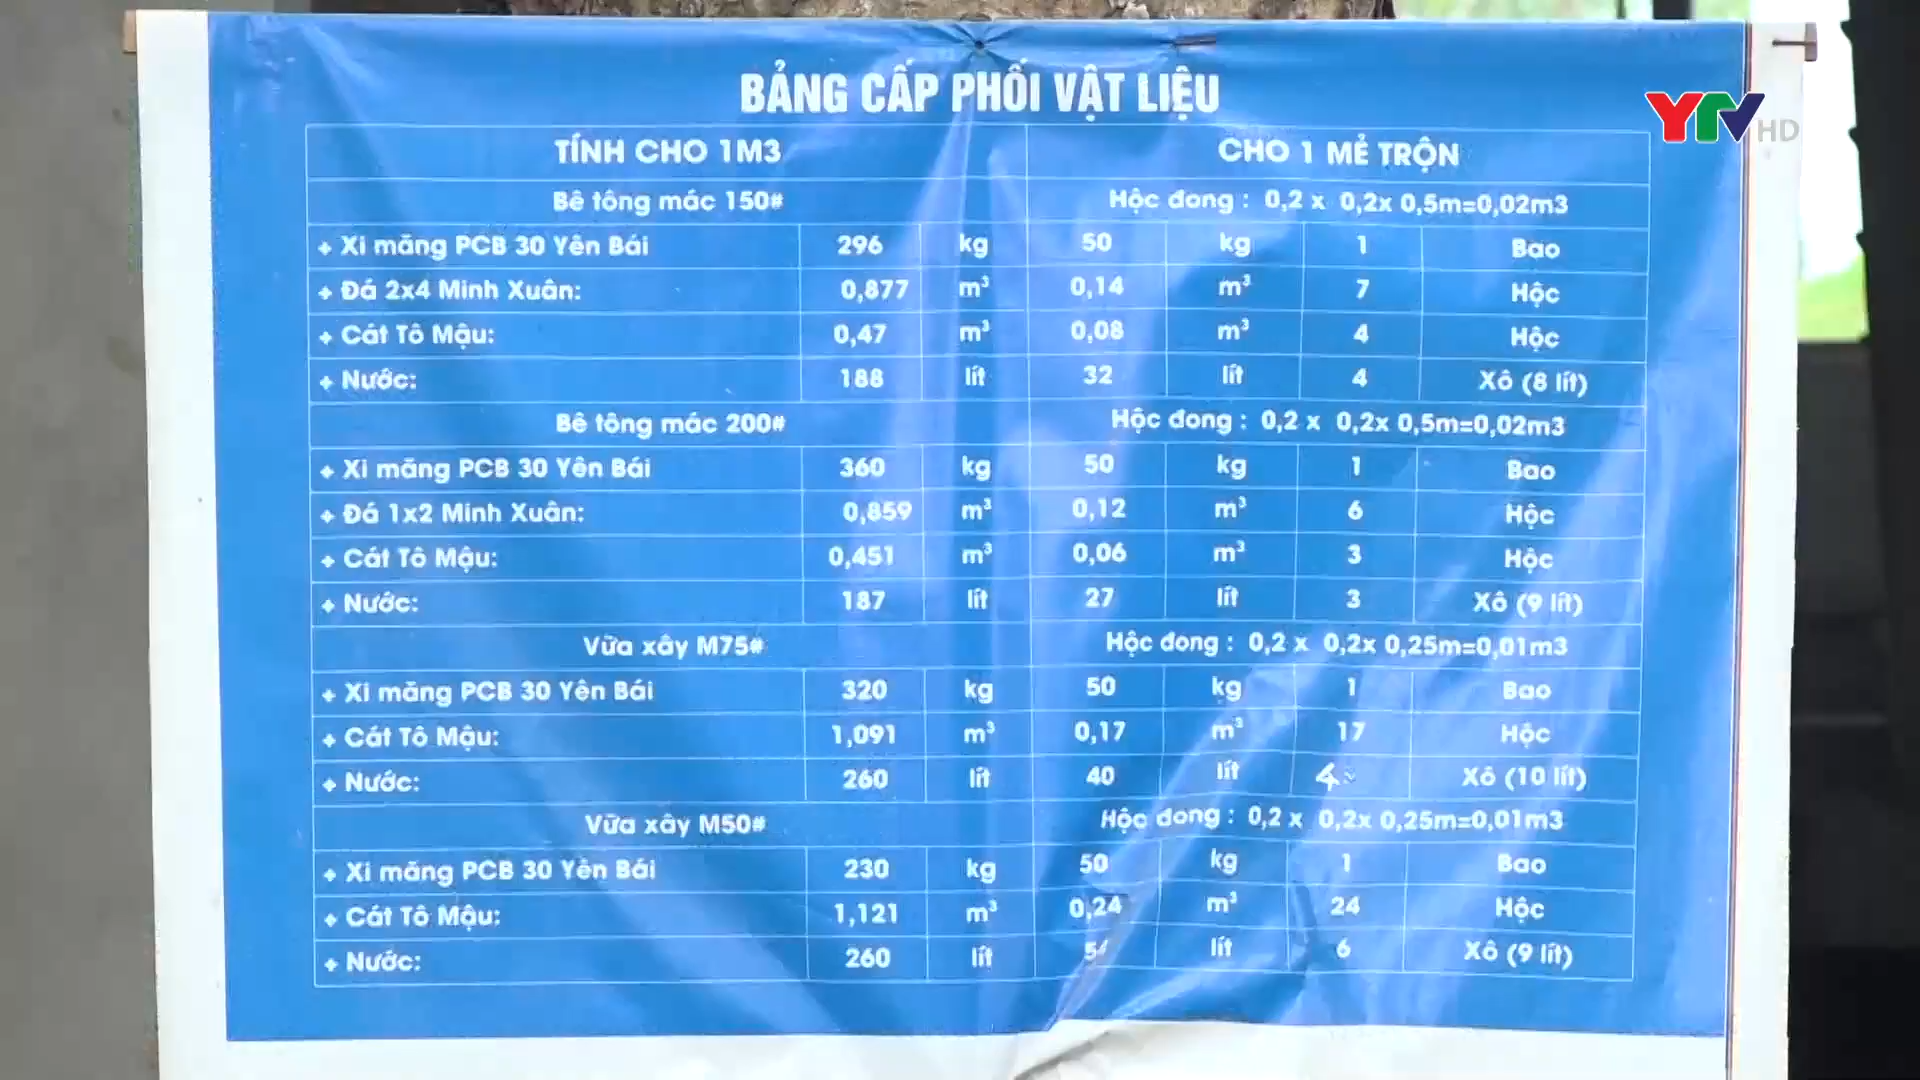 BẢNG CẤP PHỐI VẬT LIỆU
YTV HD
TÍNH CHO 1M3 CHO 1 MẺ TRỘN
Bê tông mác 150# Hộc đong : 0,2 x 0,2x 0,5m=0,02m3
+ Xi măng PCB 30 Yên Bái 296 kg 50 kg 1 Bao
+ Đá 2x4 Minh Xuân: 0,877 m³ 0,14 m³ 7 Hộc
+ Cát Tô Mậu: 0,47 m³ 0,08 m³ 4 Hộc
+ Nước: 188 lít 32 lít 4 Xô (8 lít)
Bê tông mác 200# Hộc đong : 0,2 x 0,2x 0,5m=0,02m3
+ Xi măng PCB 30 Yên Bái 360 kg 50 kg 1 Bao
+ Đá 1x2 Minh Xuân: 0,859 m³ 0,12 m³ 6 Hộc
+ Cát Tô Mậu: 0,451 m³ 0,06 m³ 3 Hộc
+ Nước: 187 lít 27 lít 3 Xô (9 lít)
Vữa xây M75# Hộc đong : 0,2 x 0,2x 0,25m=0,01m3
+ Xi măng PCB 30 Yên Bái 320 kg 50 kg 1 Bao
+ Cát Tô Mậu: 1,091 m³ 0,17 m³ 17 Hộc
+ Nước: 260 lít 40 lít 4 Xô (10 lít)
Vữa xây M50# Hộc đong : 0,2 x 0,2x 0,25m=0,01m3
+ Xi măng PCB 30 Yên Bái 230 kg 50 kg 1 Bao
+ Cát Tô Mậu: 1,121 m³ 0,24 m³ 24 Hộc
+ Nước: 260 lít 54 lít 6 Xô (9 lít)